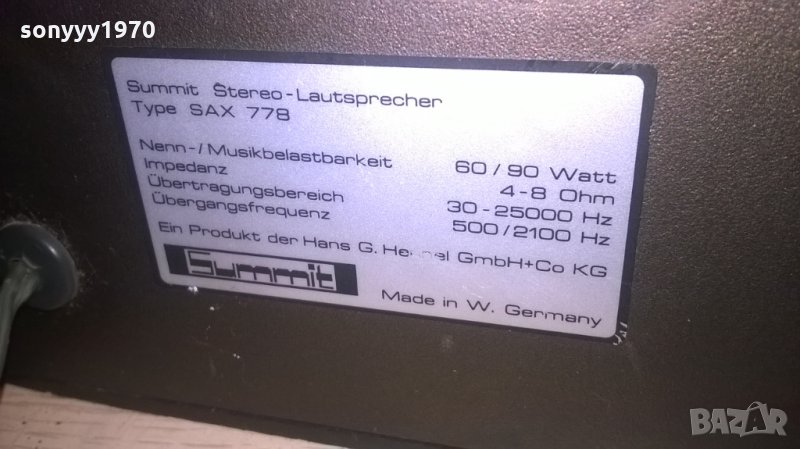 sonyyy1970
Summit Stereo-Lautsprecher
Type SAX 778
Nenn-/Musikbelastbarkeit 60/90 Watt
Impedanz 4-8 Ohm
Übertragungsbereich 30-25000 Hz
Übergangsfrequenz 500/2100 Hz
Ein Produkt der Hans G. GmbH+Co KG
Summit
Made in W. Germany
BAZAR